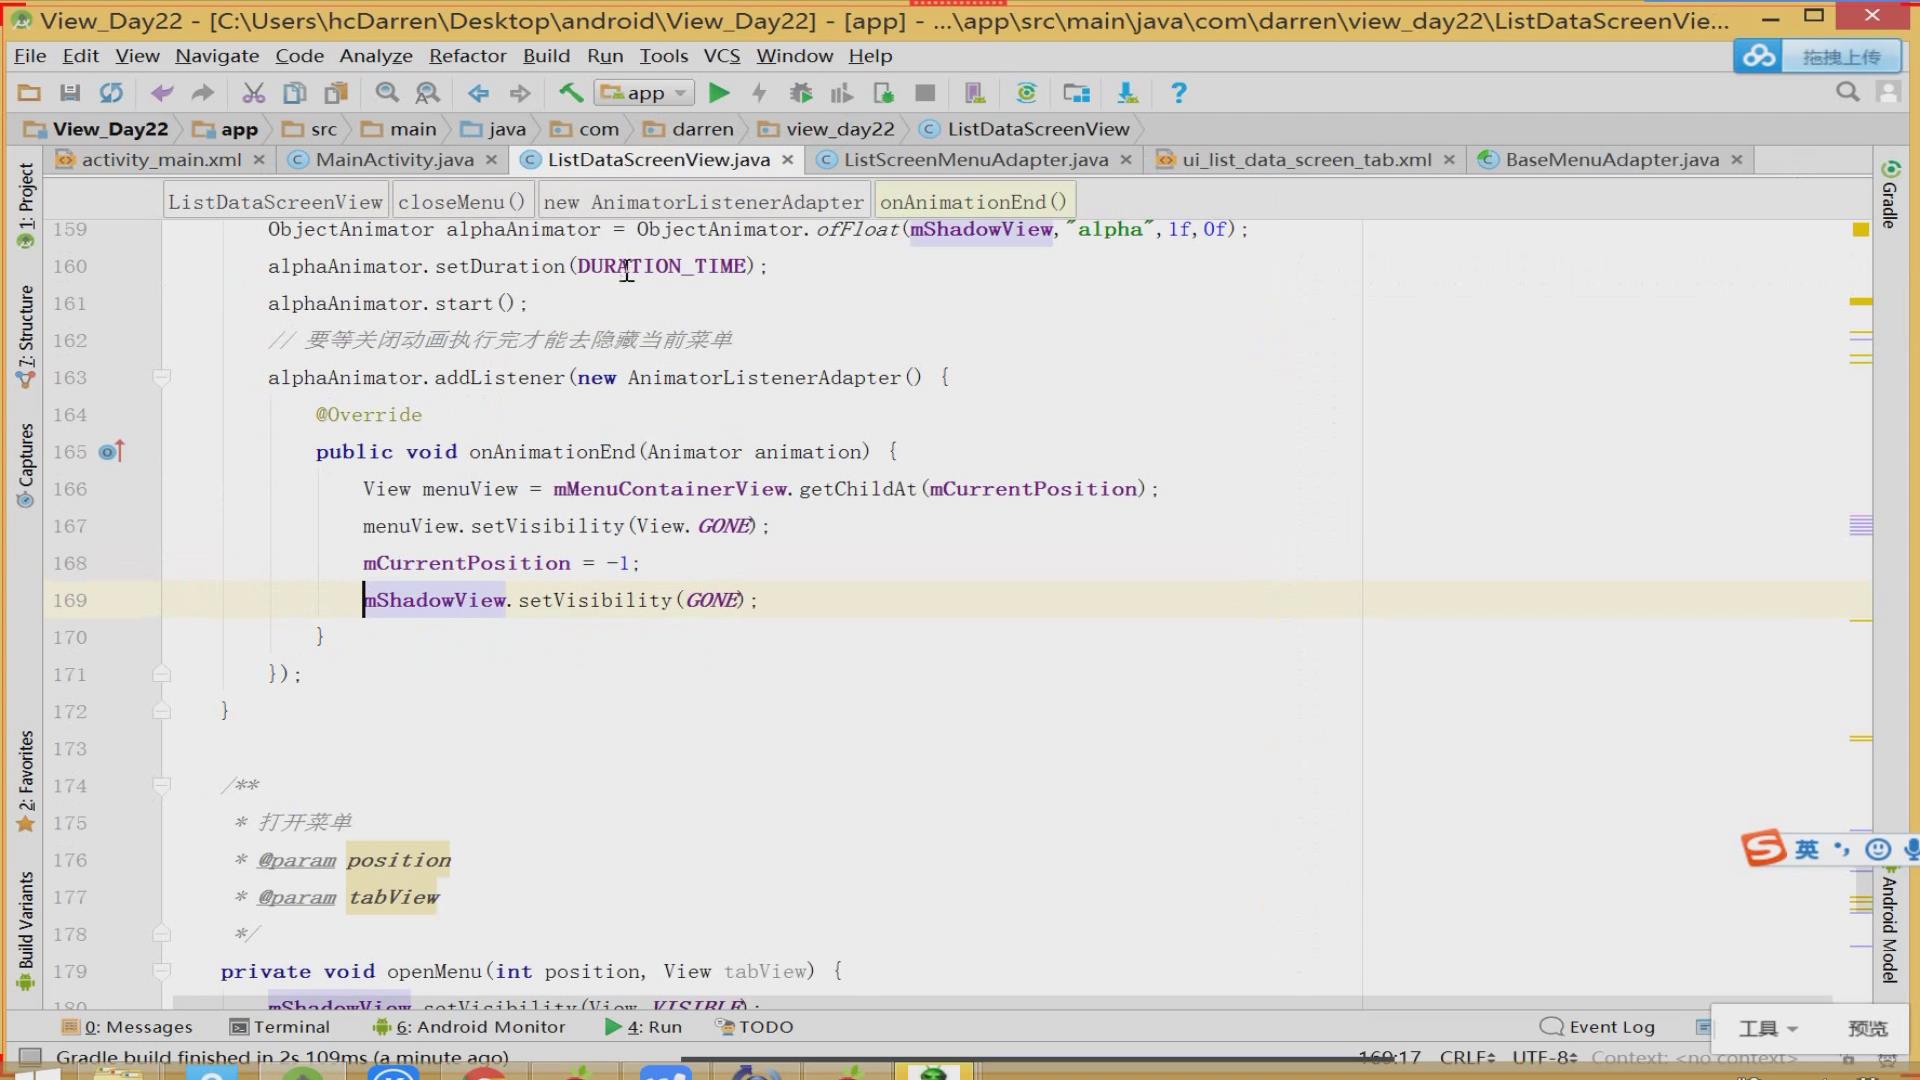 View_Day22 - [C:\Users\hcDarren\Desktop\android\View_Day22] - [app] - ...\app\src\main\java\com\darren\view_day22\ListDataScreenVie...
File Edit View Navigate Code Analyze Refactor Build Run Tools VCS Window Help
拖拽上传
app
View_Day22 app src main java com darren view_day22 ListDataScreenView
activity_main.xml MainActivity.java ListDataScreenView.java ListScreenMenuAdapter.java ui_list_data_screen_tab.xml BaseMenuAdapter.java
ListDataScreenView closeMenu() new AnimatorListenerAdapter onAnimationEnd()
159 ObjectAnimator alphaAnimator = ObjectAnimator.ofFloat(mShadowView,"alpha",1f,0f);
160 alphaAnimator.setDuration(DURATION_TIME);
161 alphaAnimator.start();
162 // 要等关闭动画执行完才能去隐藏当前菜单
163 alphaAnimator.addListener(new AnimatorListenerAdapter() {
164 @Override
165 public void onAnimationEnd(Animator animation) {
166 View menuView = mMenuContainerView.getChildAt(mCurrentPosition);
167 menuView.setVisibility(View.GONE);
168 mCurrentPosition = -1;
169 mShadowView.setVisibility(GONE);
170 }
171 });
172 }
173
174 /**
175 * 打开菜单
176 * @param position
177 * @param tabView
178 */
179 private void openMenu(int position, View tabView) {
180 mShadowView.setVisibility(View.VISIBLE);
1: Project
7: Structure
Captures
2: Favorites
Build Variants
Gradle
Android Model
英
0: Messages Terminal 6: Android Monitor 4: Run TODO Event Log
工具 预览
Gradle build finished in 2s 109ms (a minute ago) 169:17 CRLF UTF-8 Context: <no context>